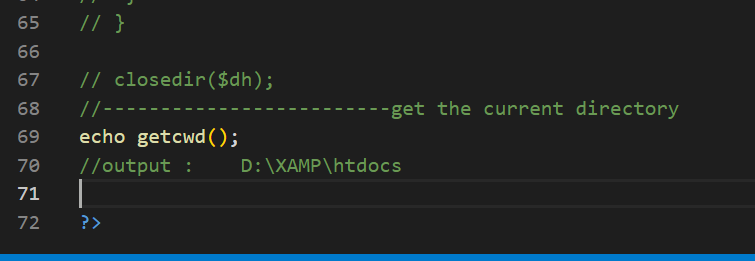 65 // }
66
67 // closedir($dh);
68 //-------------------------get the current directory
69 echo getcwd();
70 //output :    D:\XAMP\htdocs
71
72 ?>